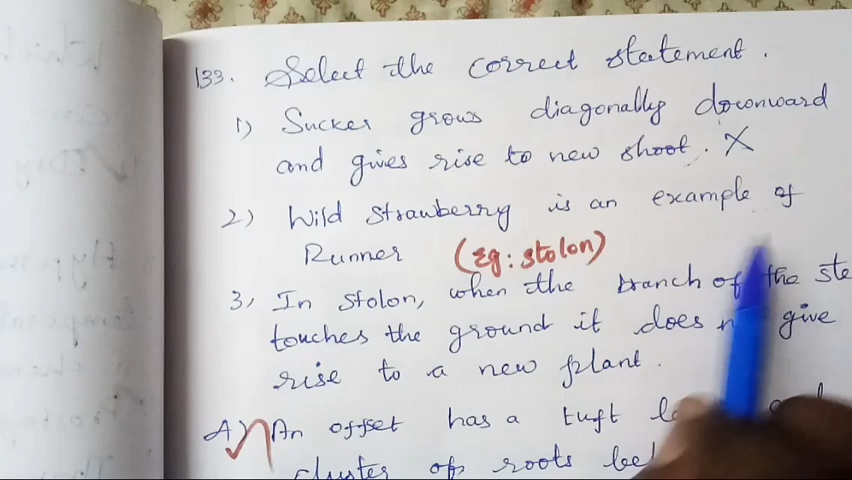 133. Select the correct statement.
1) Sucker grows diagonally downward
and gives rise to new shoot. X
2) Wild strawberry is an example of
Runner (Eg: stolon)
3, In stolon, when the branch of the ste
touches the ground it does give
rise to a new plant.
A) An offset has a tuft
cluster of roots bel